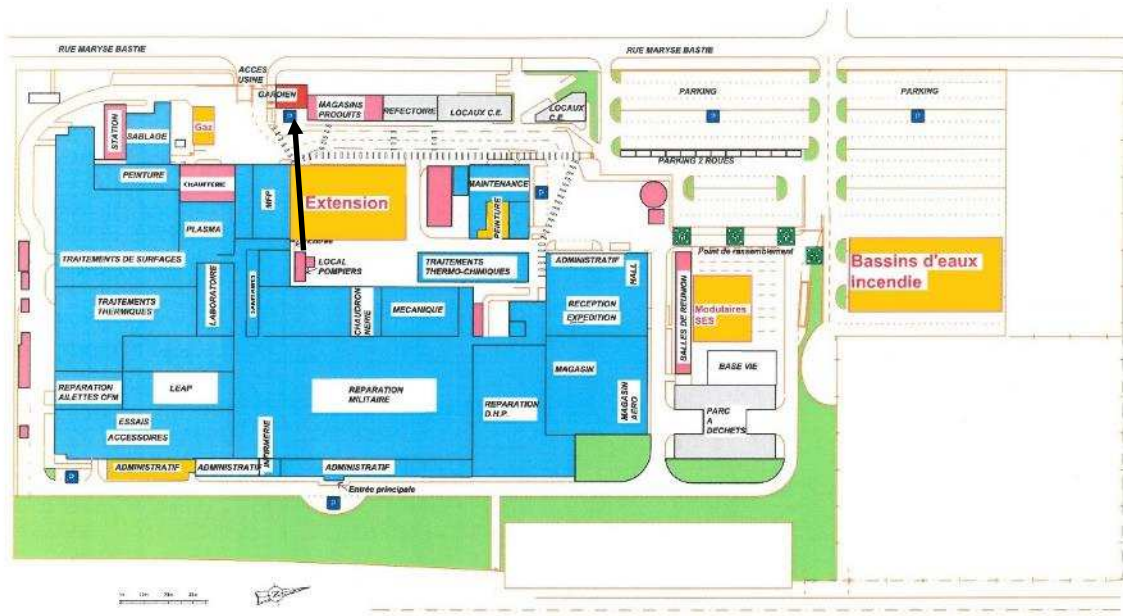 RUE MARYSE BASTIE
RUE MARYSE BASTIE
ACCES
USINE
GARDIEN
P
MAGASINS
PRODUITS
REFECTOIRE
LOCAUX C.E.
LOCAUX
C.E.
PARKING
P
PARKING
P
PARKING 2 ROUES
STATION
SABLAGE
Gaz
PEINTURE
CHAUFFERIE
MFP
Extension
MAINTENANCE
PEINTURE
P
PLASMA
LOCAL
POMPIERS
TRAITEMENTS
THERMO-CHIMIQUES
ADMINISTRATIF
HALL
Point de rassemblement
Bassins d'eaux
incendie
TRAITEMENTS DE SURFACES
LABORATOIRE
TRAITEMENTS
THERMIQUES
CHAUDRON
NERIE
MECANIQUE
RECEPTION
EXPEDITION
SALLES DE REUNION
Modulaires
SES
BASE VIE
MAGASIN
MAGASIN
AERO
PARC
A
DECHETS
REPARATION
AILETTES CFM
LEAP
REPARATION
MILITAIRE
REPARATION
D.H.P.
ESSAIS
ACCESSOIRES
INFIRMERIE
ADMINISTRATIF
ADMINISTRATIF
ADMINISTRATIF
Entrée principale
P
P